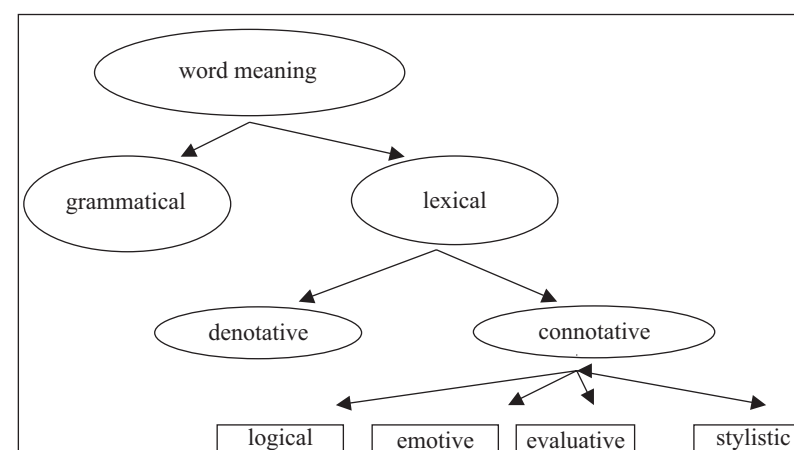 word meaning
grammatical
lexical
denotative
connotative
logical
emotive
evaluative
stylistic